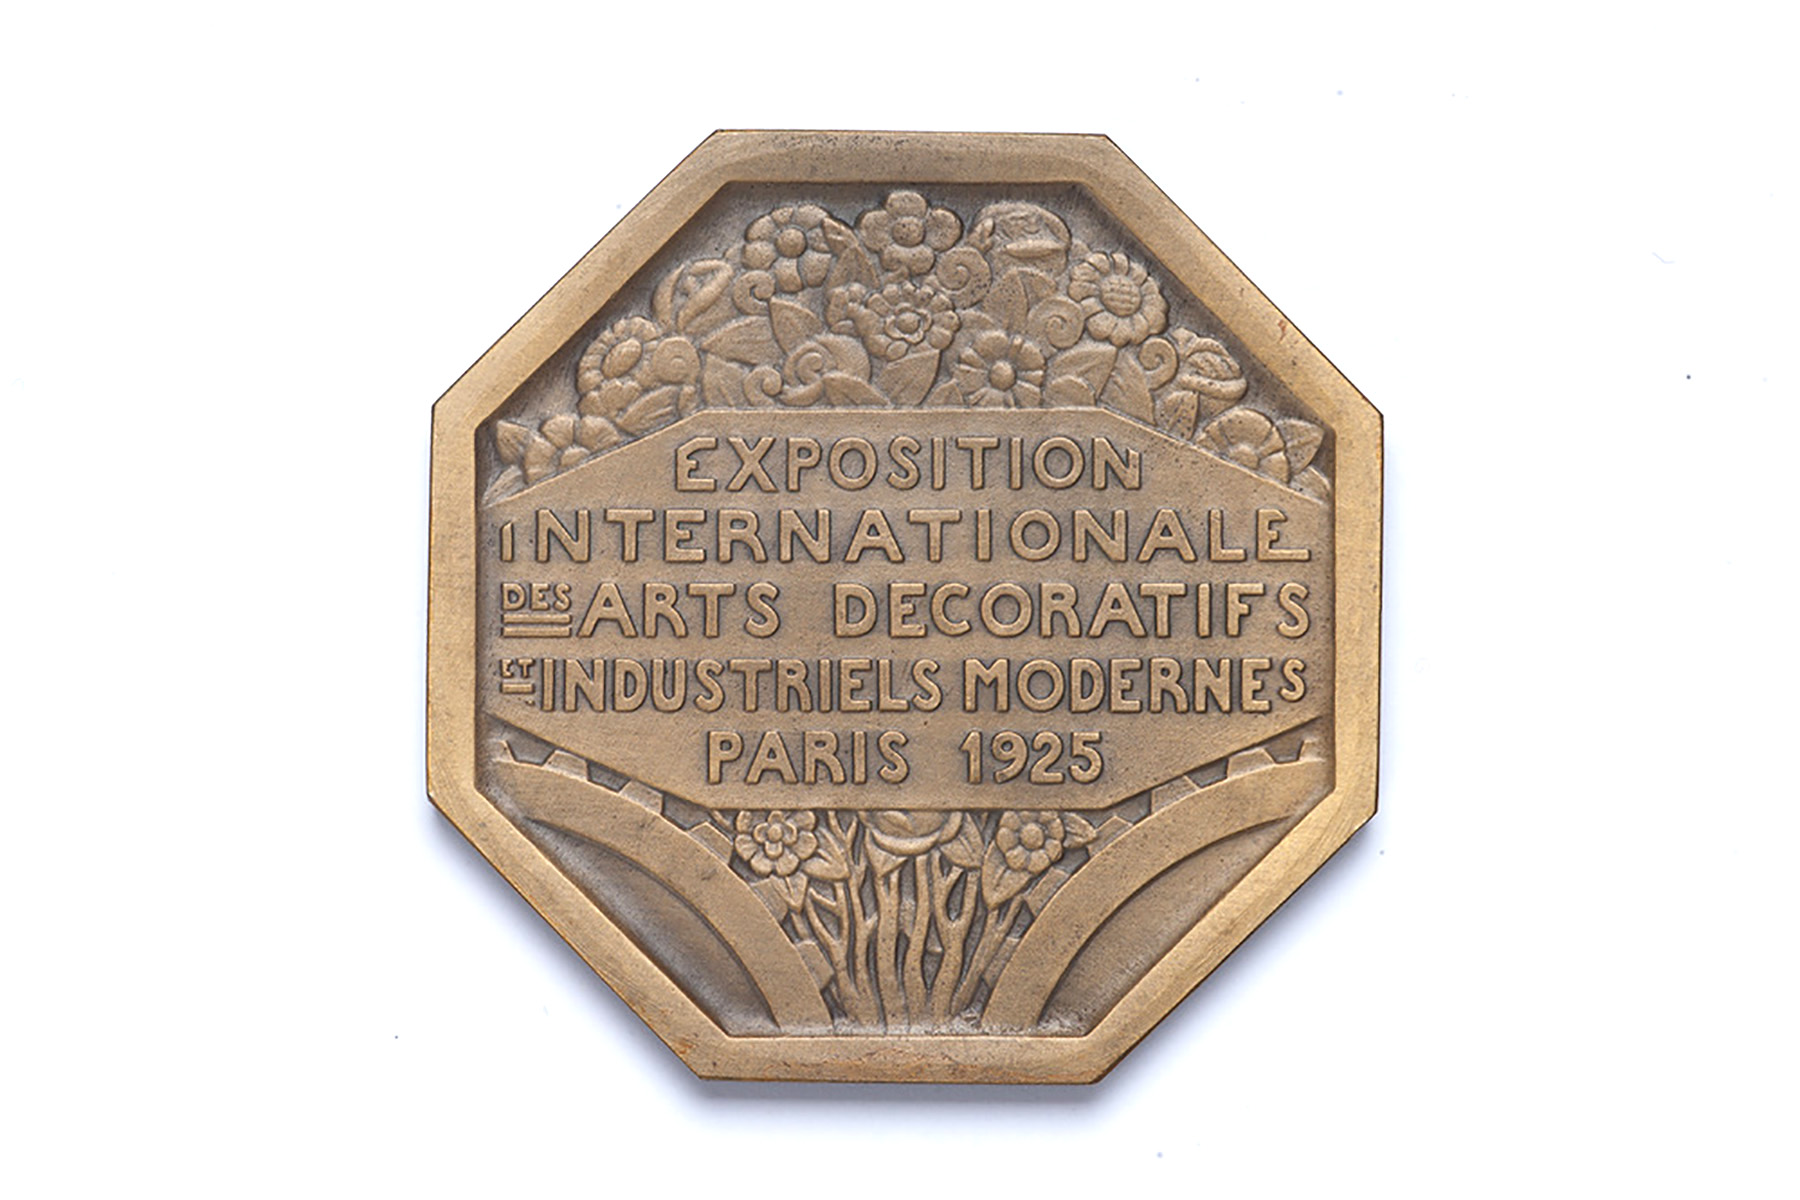 EXPOSITION
INTERNATIONALE
DES ARTS DECORATIFS
ET INDUSTRIELS MODERNES
PARIS 1925